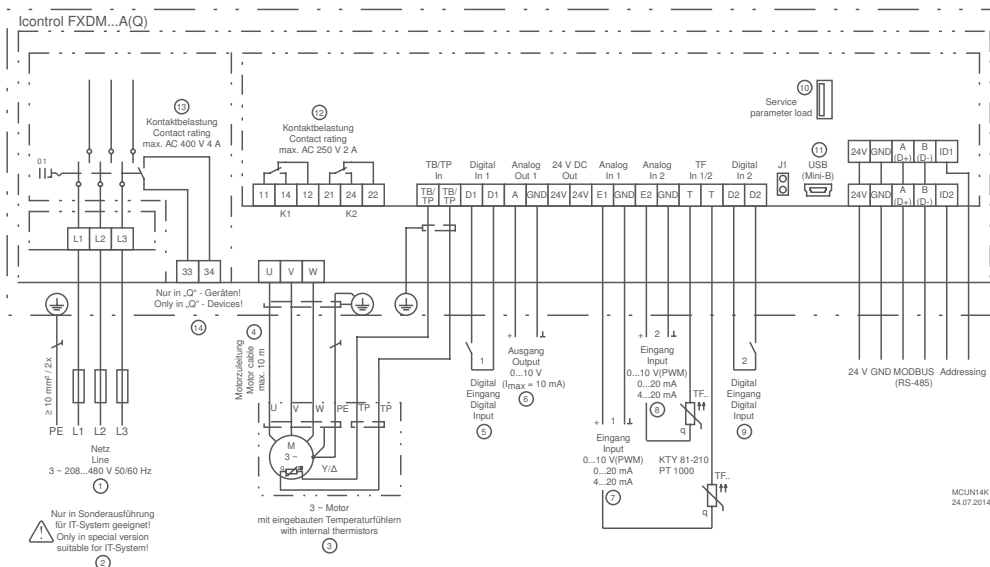 Icontrol FXDM...A(Q)
13
Kontaktbelastung
Contact rating
max. AC 400 V 4 A
0 1
L1 L2 L3
33 34
Nur in „Q“ - Geräten!
Only in „Q“ - Devices!
14
12
Kontaktbelastung
Contact rating
max. AC 250 V 2 A
11 14 12 21 24 22
K1 K2
10
Service
parameter load
TB/TP
In
Digital
In 1
Analog
Out 1
24 V DC
Out
Analog
In 1
Analog
In 2
TF
In 1/2
Digital
In 2
J1
11
USB
(Mini-B)
TB/
TP
TB/
TP
D1 D1 A GND 24V 24V E1 GND E2 GND T T D2 D2
24V GND A
(D+)
B
(D-)
ID1
24V GND A
(D+)
B
(D-)
ID2
U V W
4
Motorzuleitung
Motor cable
max. 10 m
≥ 10 mm² / 2x
PE L1 L2 L3
Netz
Line
3 ~ 208...480 V 50/60 Hz
1
Nur in Sonderausführung
für IT-System geeignet!
Only in special version
suitable for IT-System!
2
U V W PE TP TP
M
3 ~
Y/Δ
3 ~ Motor
mit eingebauten Temperaturfühlern
with internal thermistors
3
1
Digital
Eingang
Digital
Input
5
+ ⊥
Ausgang
Output
0...10 V
(Imax = 10 mA)
6
+ 1 ⊥
Eingang
Input
0...10 V(PWM)
0...20 mA
4...20 mA
7
+ 2 ⊥
Eingang
Input
0...10 V(PWM)
0...20 mA
4...20 mA
8
TF..
q
KTY 81-210
PT 1000
TF..
q
2
Digital
Eingang
Digital
Input
9
24 V GND MODBUS
(RS-485)
Addressing
MCUN14K
24.07.2014